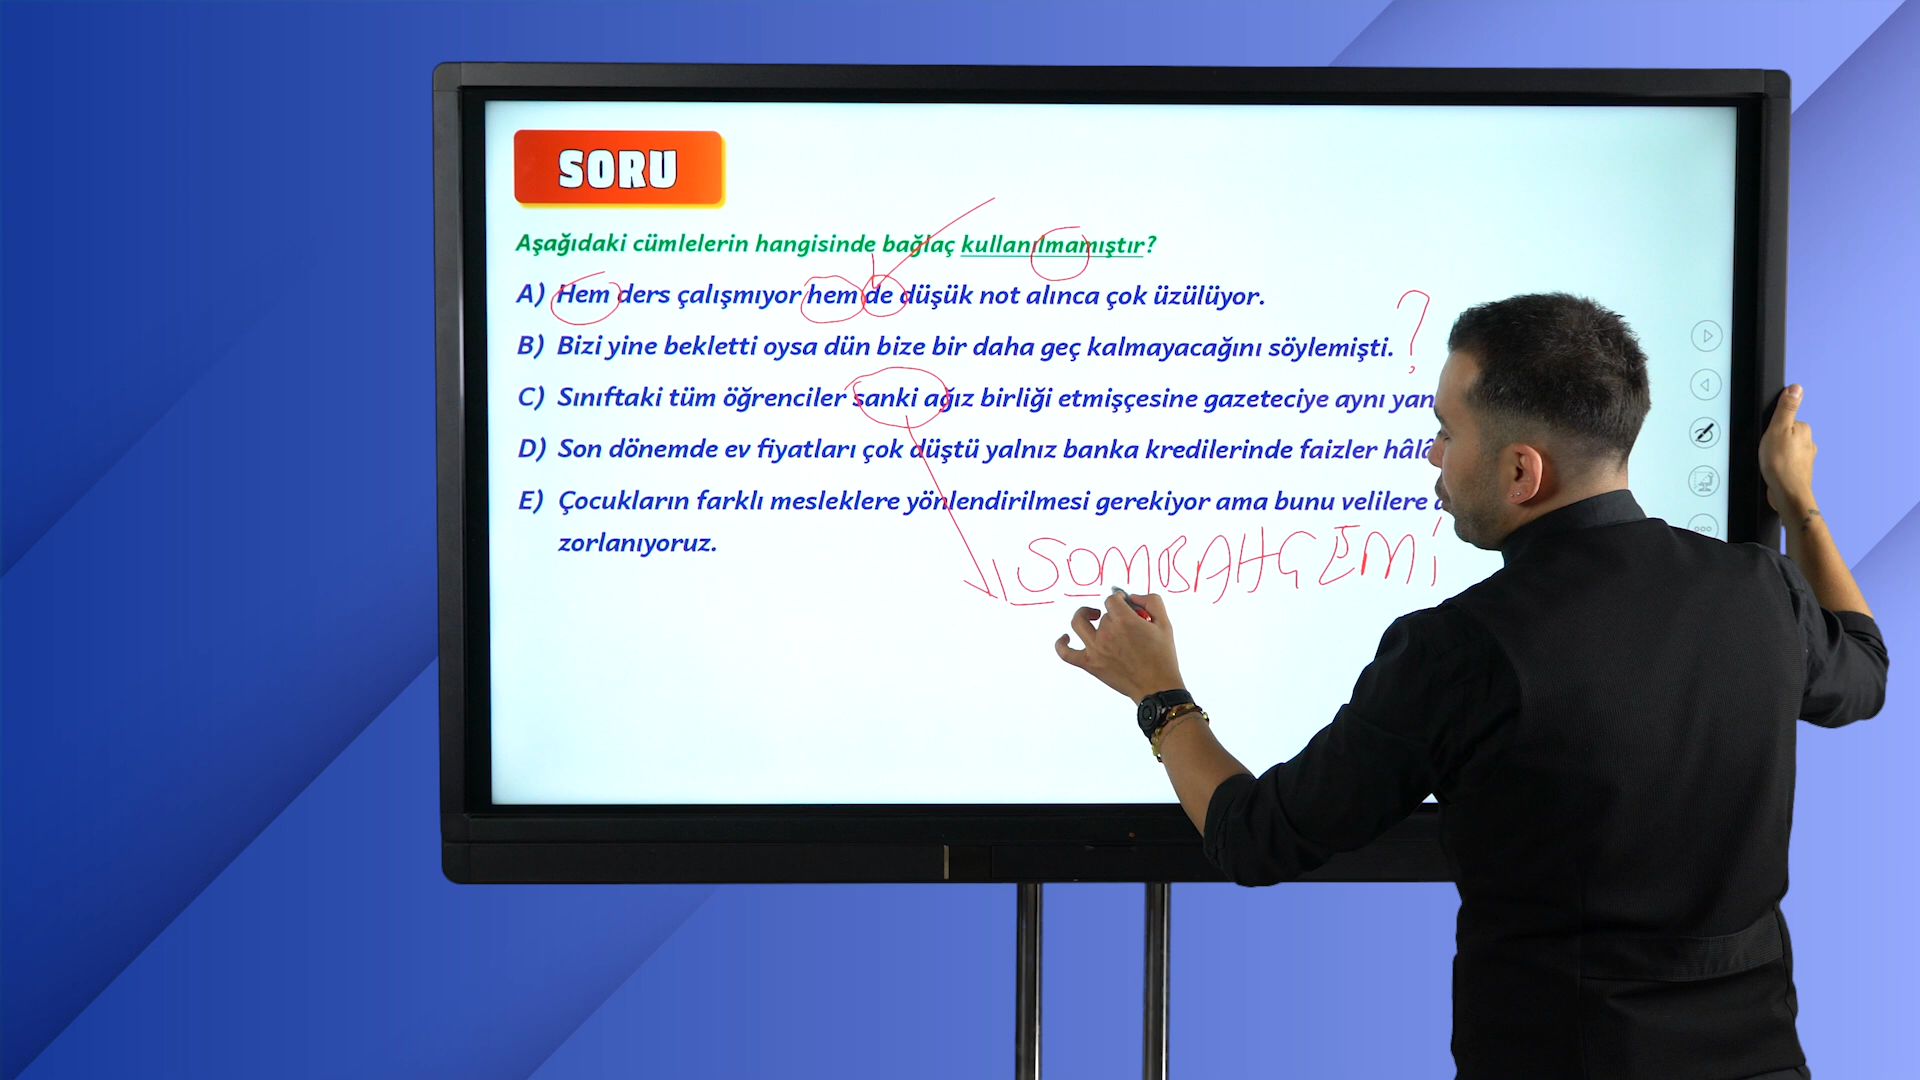 SORU
Aşağıdaki cümlelerin hangisinde bağlaç kullanılmamıştır?
A) Hem ders çalışmıyor hem de düşük not alınca çok üzülüyor.
B) Bizi yine bekletti oysa dün bize bir daha geç kalmayacağını söylemişti. ?
C) Sınıftaki tüm öğrenciler sanki ağız birliği etmişçesine gazeteciye aynı
D) Son dönemde ev fiyatları çok düştü yalnız banka kredilerinde faizler hâlâ
E) Çocukların farklı mesleklere yönlendirilmesi gerekiyor ama bunu velilere
zorlanıyoruz.
SOMBAHÇEMİ